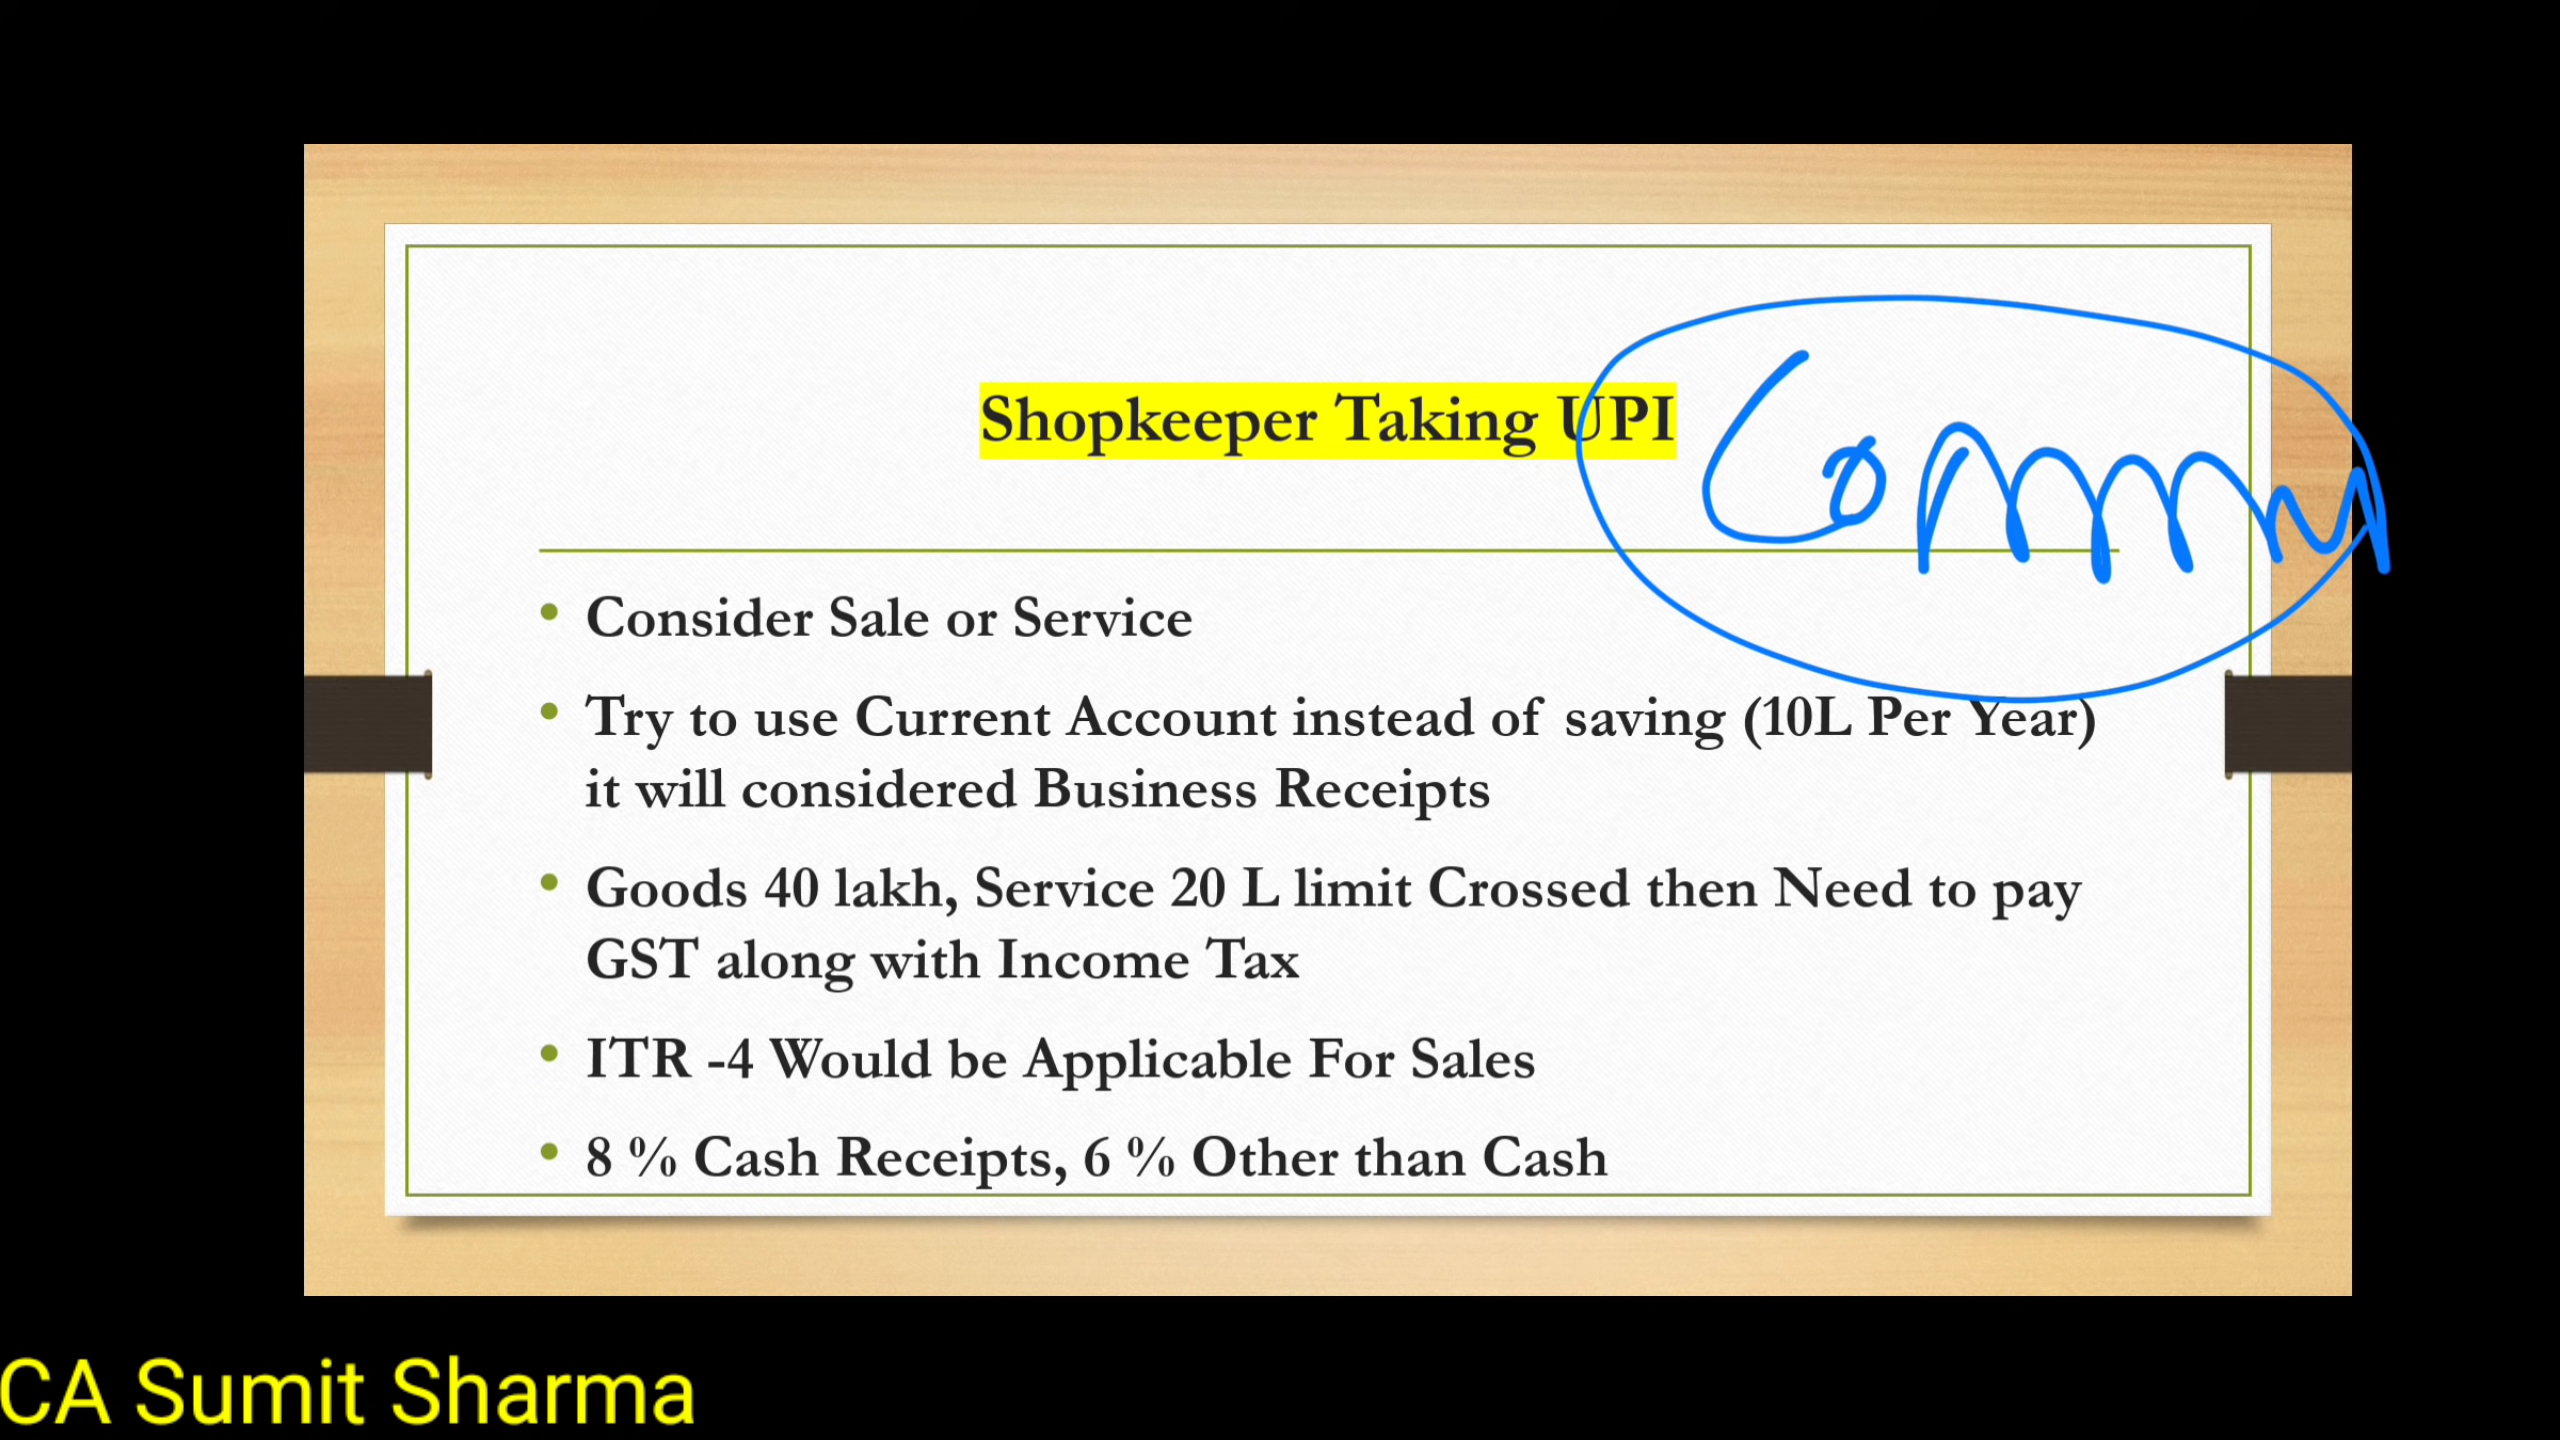 Shopkeeper Taking UPI
• Consider Sale or Service
• Try to use Current Account instead of saving (10L Per Year)
it will considered Business Receipts
• Goods 40 lakh, Service 20 L limit Crossed then Need to pay
GST along with Income Tax
• ITR -4 Would be Applicable For Sales
• 8 % Cash Receipts, 6 % Other than Cash
CA Sumit Sharma